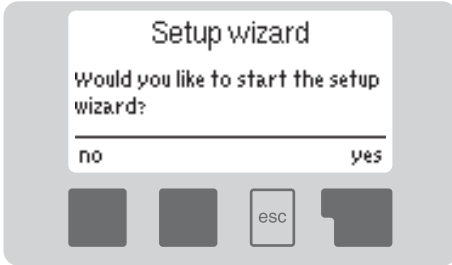 Setup wizard
Would you like to start the setup
wizard?
no yes
esc